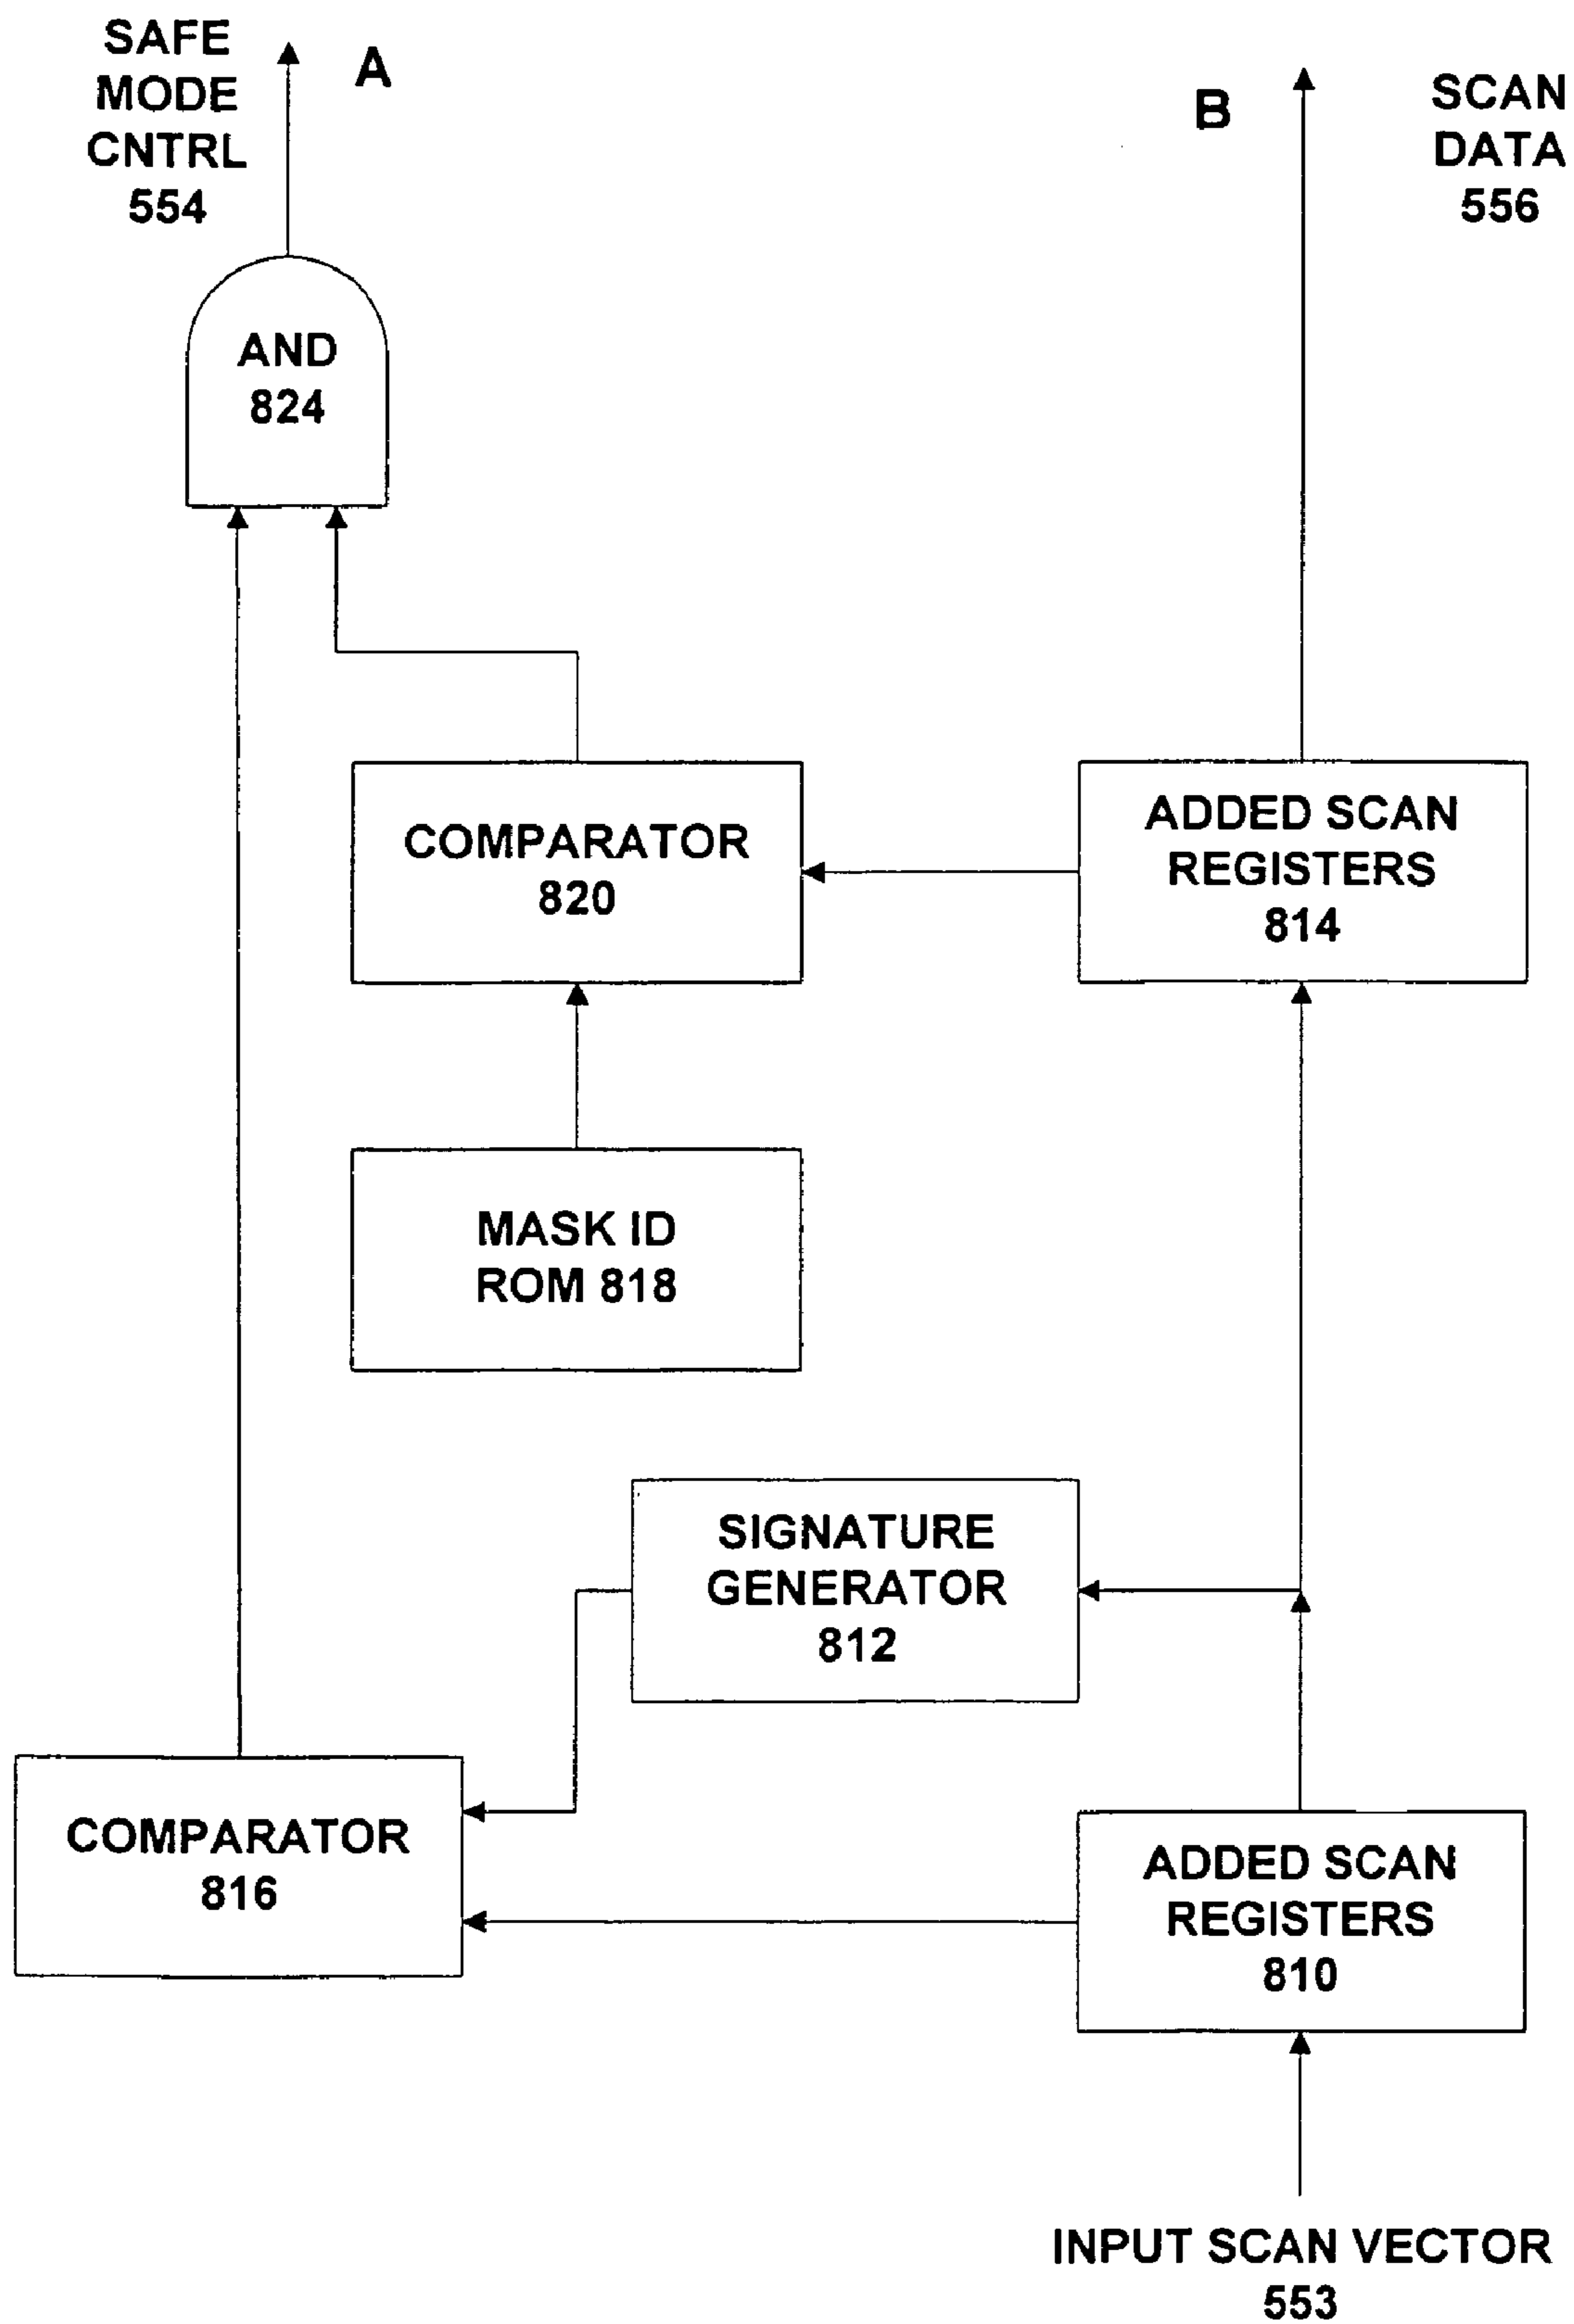 SAFE
MODE
CNTRL
554
A
B
SCAN
DATA
556
AND
824
COMPARATOR
820
ADDED SCAN
REGISTERS
814
MASK ID
ROM 818
SIGNATURE
GENERATOR
812
COMPARATOR
816
ADDED SCAN
REGISTERS
810
INPUT SCAN VECTOR
553